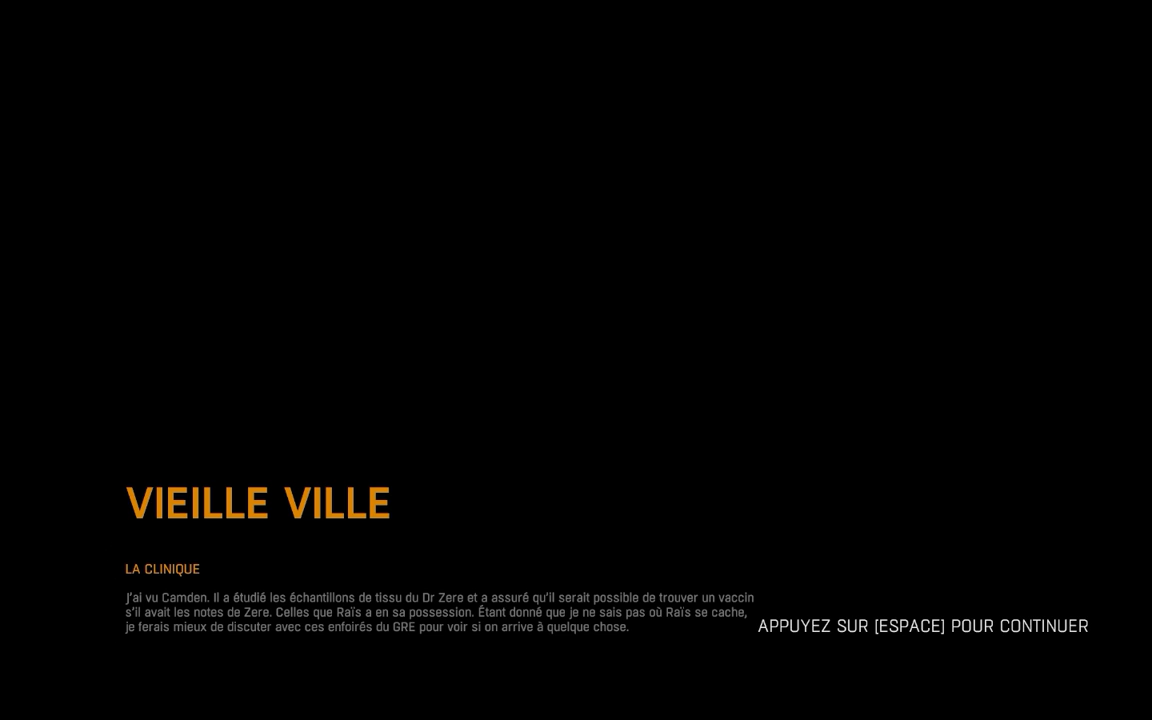 VIEILLE VILLE
LA CLINIQUE
J'ai vu Camden. Il a étudié les échantillons de tissu du Dr Zere et a assuré qu'il serait possible de trouver un vaccin
s'il avait les notes de Zere. Celles que Raïs a en sa possession. Étant donné que je ne sais pas où Raïs se cache,
je ferais mieux de discuter avec ces enfoirés du GRE pour voir si on arrive à quelque chose.
APPUYEZ SUR [ESPACE] POUR CONTINUER